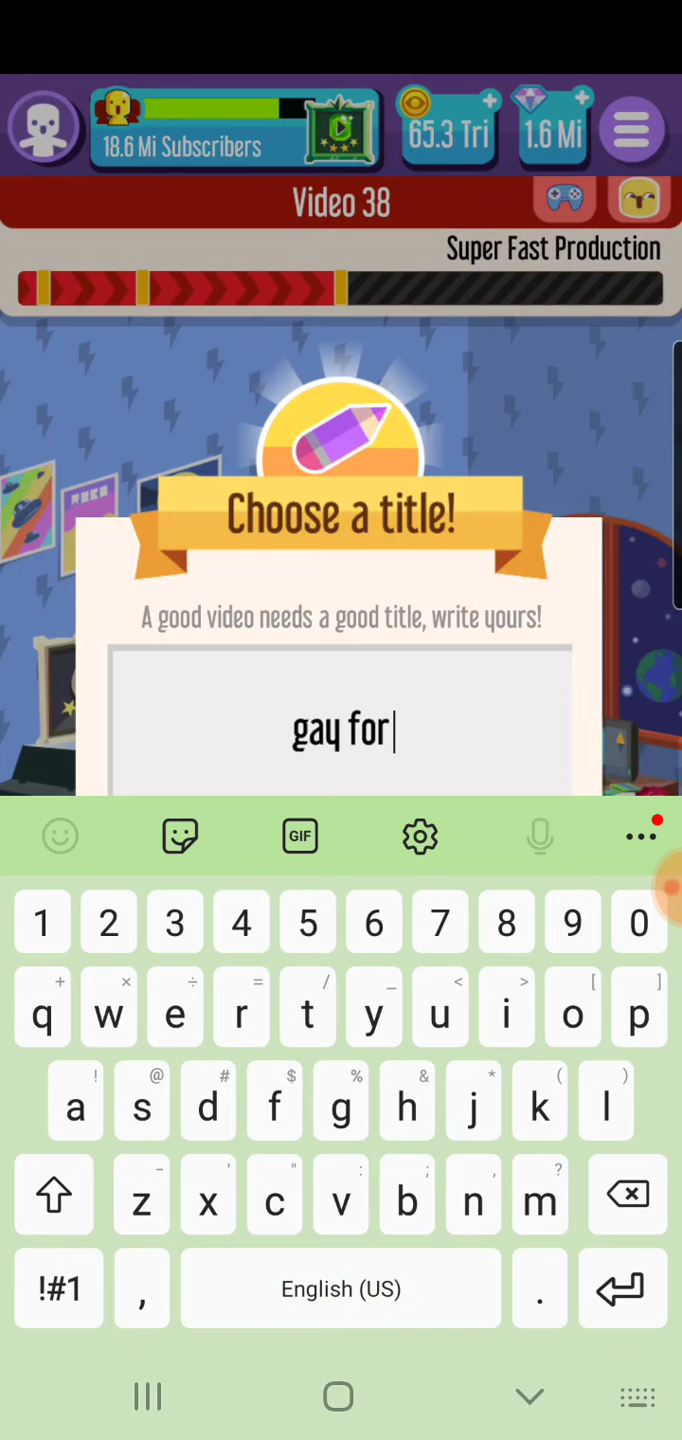 18.6 Mi Subscribers
65.3 Tri
1.6 Mi
Video 38
Super Fast Production
Choose a title!
A good video needs a good title, write yours!
gay for
GIF
1 2 3 4 5 6 7 8 9 0
+ × ÷ = / _ < > [ ]
q w e r t y u i o p
! @ # $ % & * ( )
a s d f g h j k l
- ' " : ; , ?
z x c v b n m
!#1 , English (US) .